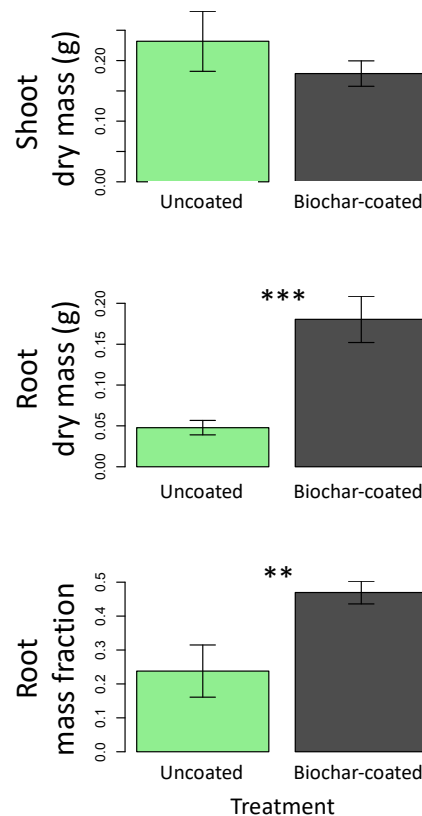 Shoot
dry mass (g)
0.00
0.10
0.20
Uncoated
Biochar-coated
Root
dry mass (g)
0.00
0.05
0.10
0.15
0.20
***
Uncoated
Biochar-coated
Root
mass fraction
0.0
0.1
0.2
0.3
0.4
0.5
**
Uncoated
Biochar-coated
Treatment